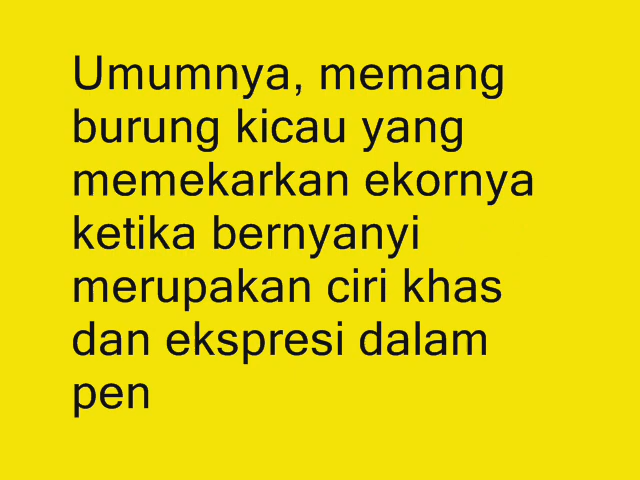 Umumnya, memang
burung kicau yang
memekarkan ekornya
ketika bernyanyi
merupakan ciri khas
dan ekspresi dalam
pen